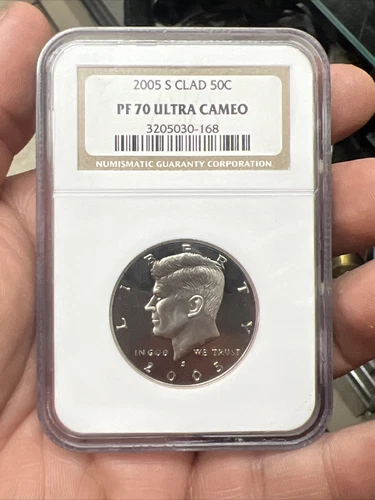 2005 S CLAD 50C
PF 70 ULTRA CAMEO
3205030-168
NUMISMATIC GUARANTY CORPORATION
LIBERTY
IN GOD WE TRUST
S
2005